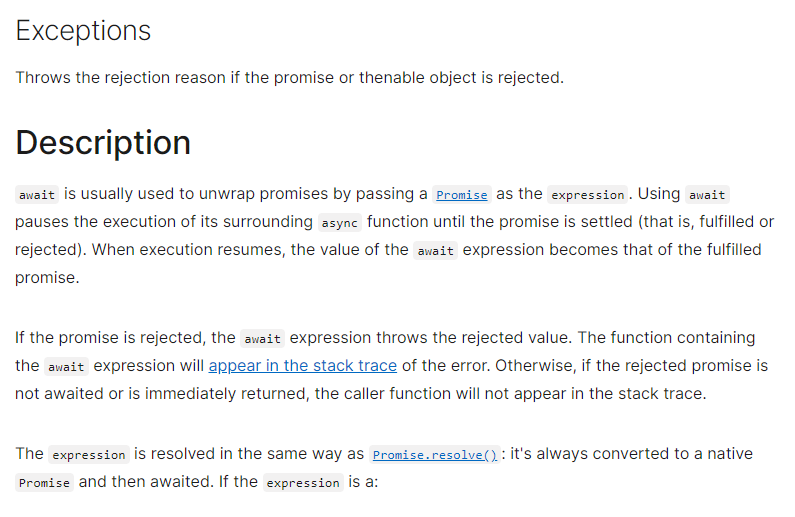 Exceptions
Throws the rejection reason if the promise or thenable object is rejected.
Description
await is usually used to unwrap promises by passing a Promise as the expression. Using await
pauses the execution of its surrounding async function until the promise is settled (that is, fulfilled or
rejected). When execution resumes, the value of the await expression becomes that of the fulfilled
promise.
If the promise is rejected, the await expression throws the rejected value. The function containing
the await expression will appear in the stack trace of the error. Otherwise, if the rejected promise is
not awaited or is immediately returned, the caller function will not appear in the stack trace.
The expression is resolved in the same way as Promise.resolve(): it's always converted to a native
Promise and then awaited. If the expression is a: